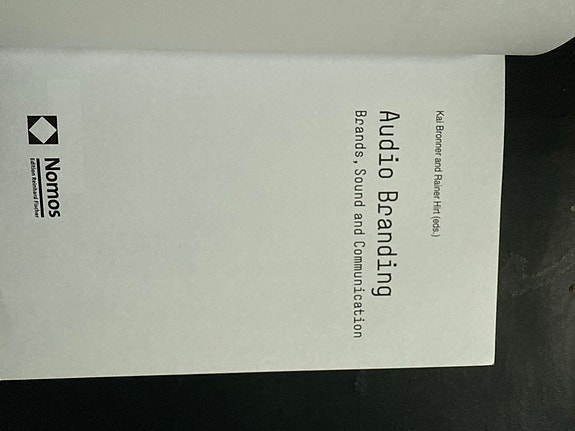 Kai Bronner and Rainer Hirt (eds.)
Audio Branding
Brands, Sound and Communication
Nomos
Edition Reinhard Fischer